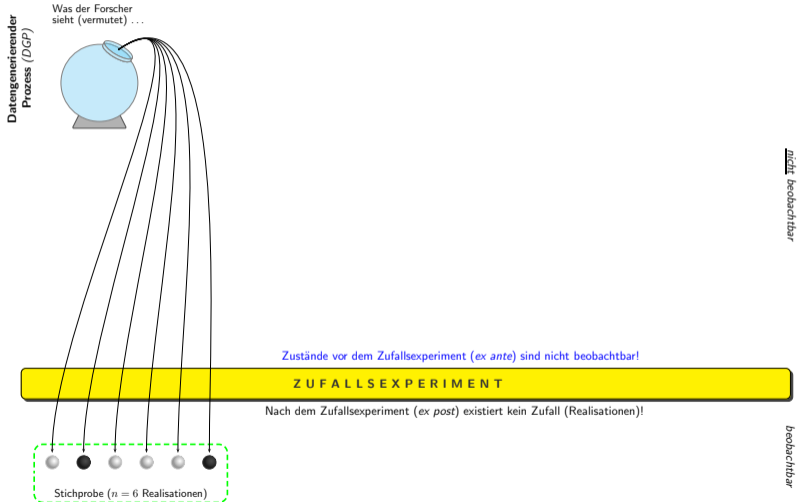 Was der Forscher
sieht (vermutet) ...
Datengenerierender
Prozess (DGP)
nicht beobachtbar
Zustände vor dem Zufallsexperiment (ex ante) sind nicht beobachtbar!
ZUFALLSEXPERIMENT
Nach dem Zufallsexperiment (ex post) existiert kein Zufall (Realisationen)!
beobachtbar
Stichprobe (n = 6 Realisationen)